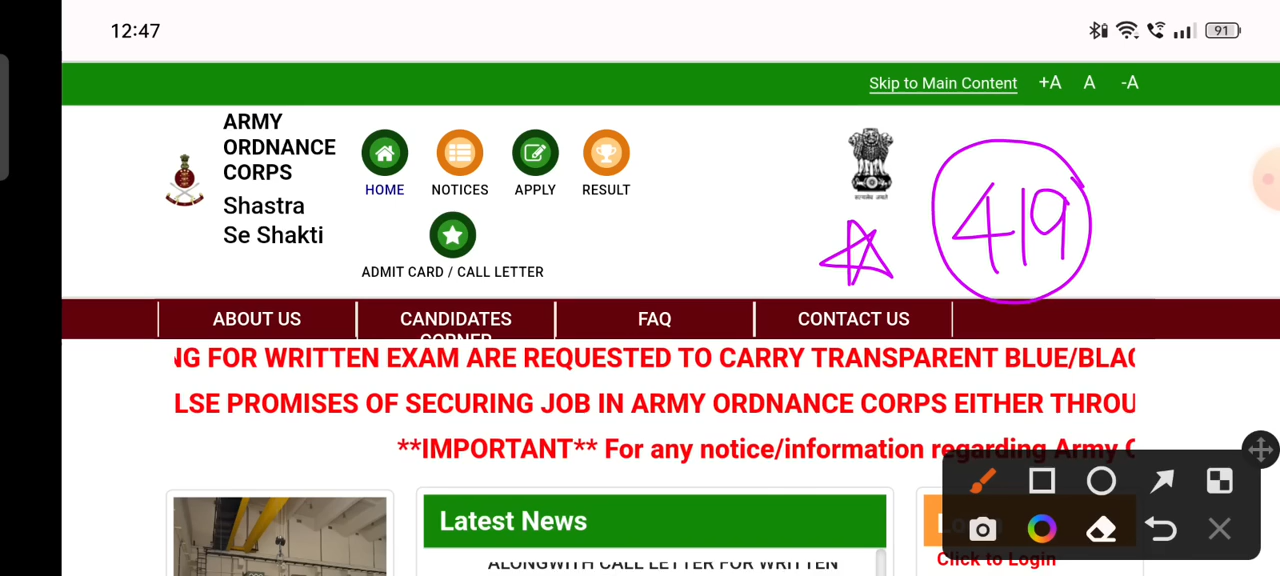 12:47
91
Skip to Main Content +A A -A
ARMY
ORDNANCE
CORPS
Shastra
Se Shakti
HOME NOTICES APPLY RESULT
ADMIT CARD / CALL LETTER
419
ABOUT US CANDIDATES CORNER FAQ CONTACT US
NG FOR WRITTEN EXAM ARE REQUESTED TO CARRY TRANSPARENT BLUE/BLAC
LSE PROMISES OF SECURING JOB IN ARMY ORDNANCE CORPS EITHER THROU
**IMPORTANT** For any notice/information regarding Army
Latest News
ALONGWITH CALL LETTER FOR WRITTEN
Click to Login